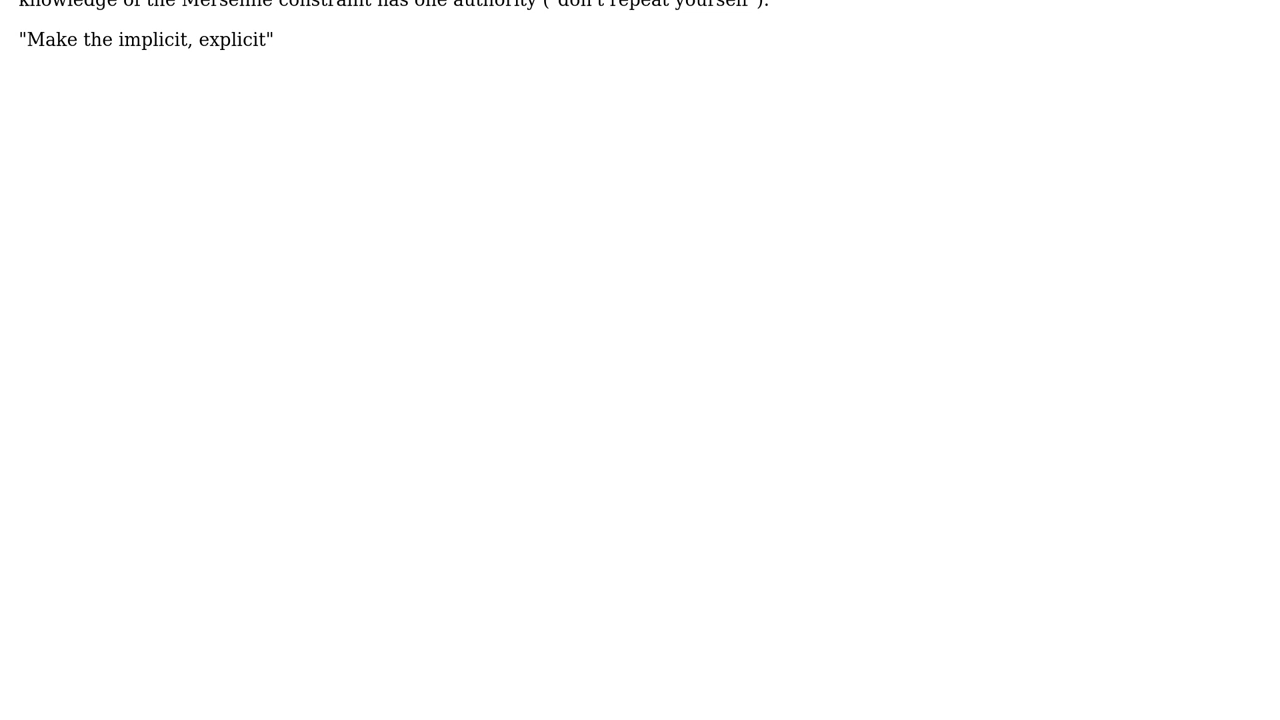 knowledge of the Mersenne constraint has one authority ("don't repeat yourself").
"Make the implicit, explicit"